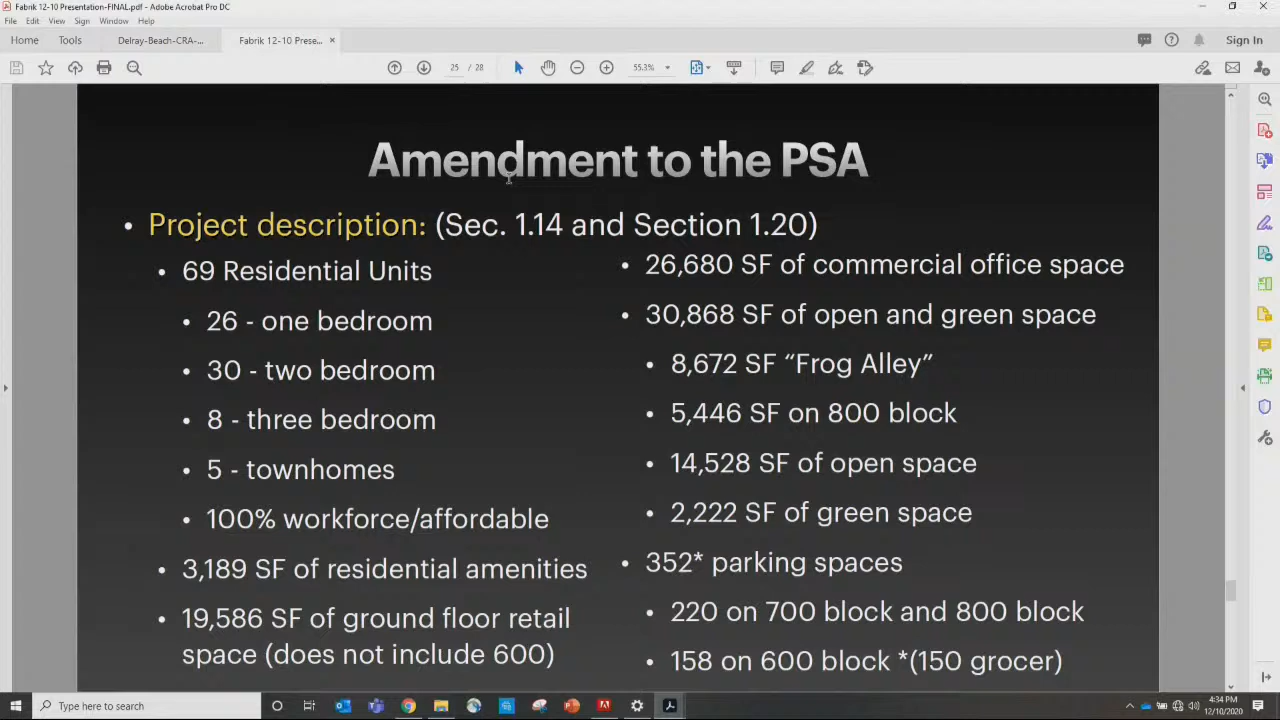 Fabrik 12-10 Presentation-FINAL.pdf - Adobe Acrobat Pro DC
File Edit View Sign Window Help
Home Tools Delray-Beach-CRA-... Fabrik 12-10 Prese... × Sign In
25 / 28 55.3%
Amendment to the PSA
• Project description: (Sec. 1.14 and Section 1.20)
• 69 Residential Units
• 26 - one bedroom
• 30 - two bedroom
• 8 - three bedroom
• 5 - townhomes
• 100% workforce/affordable
• 3,189 SF of residential amenities
• 19,586 SF of ground floor retail
space (does not include 600)
• 26,680 SF of commercial office space
• 30,868 SF of open and green space
• 8,672 SF “Frog Alley”
• 5,446 SF on 800 block
• 14,528 SF of open space
• 2,222 SF of green space
• 352* parking spaces
• 220 on 700 block and 800 block
• 158 on 600 block *(150 grocer)
Type here to search
4:34 PM
12/10/2020